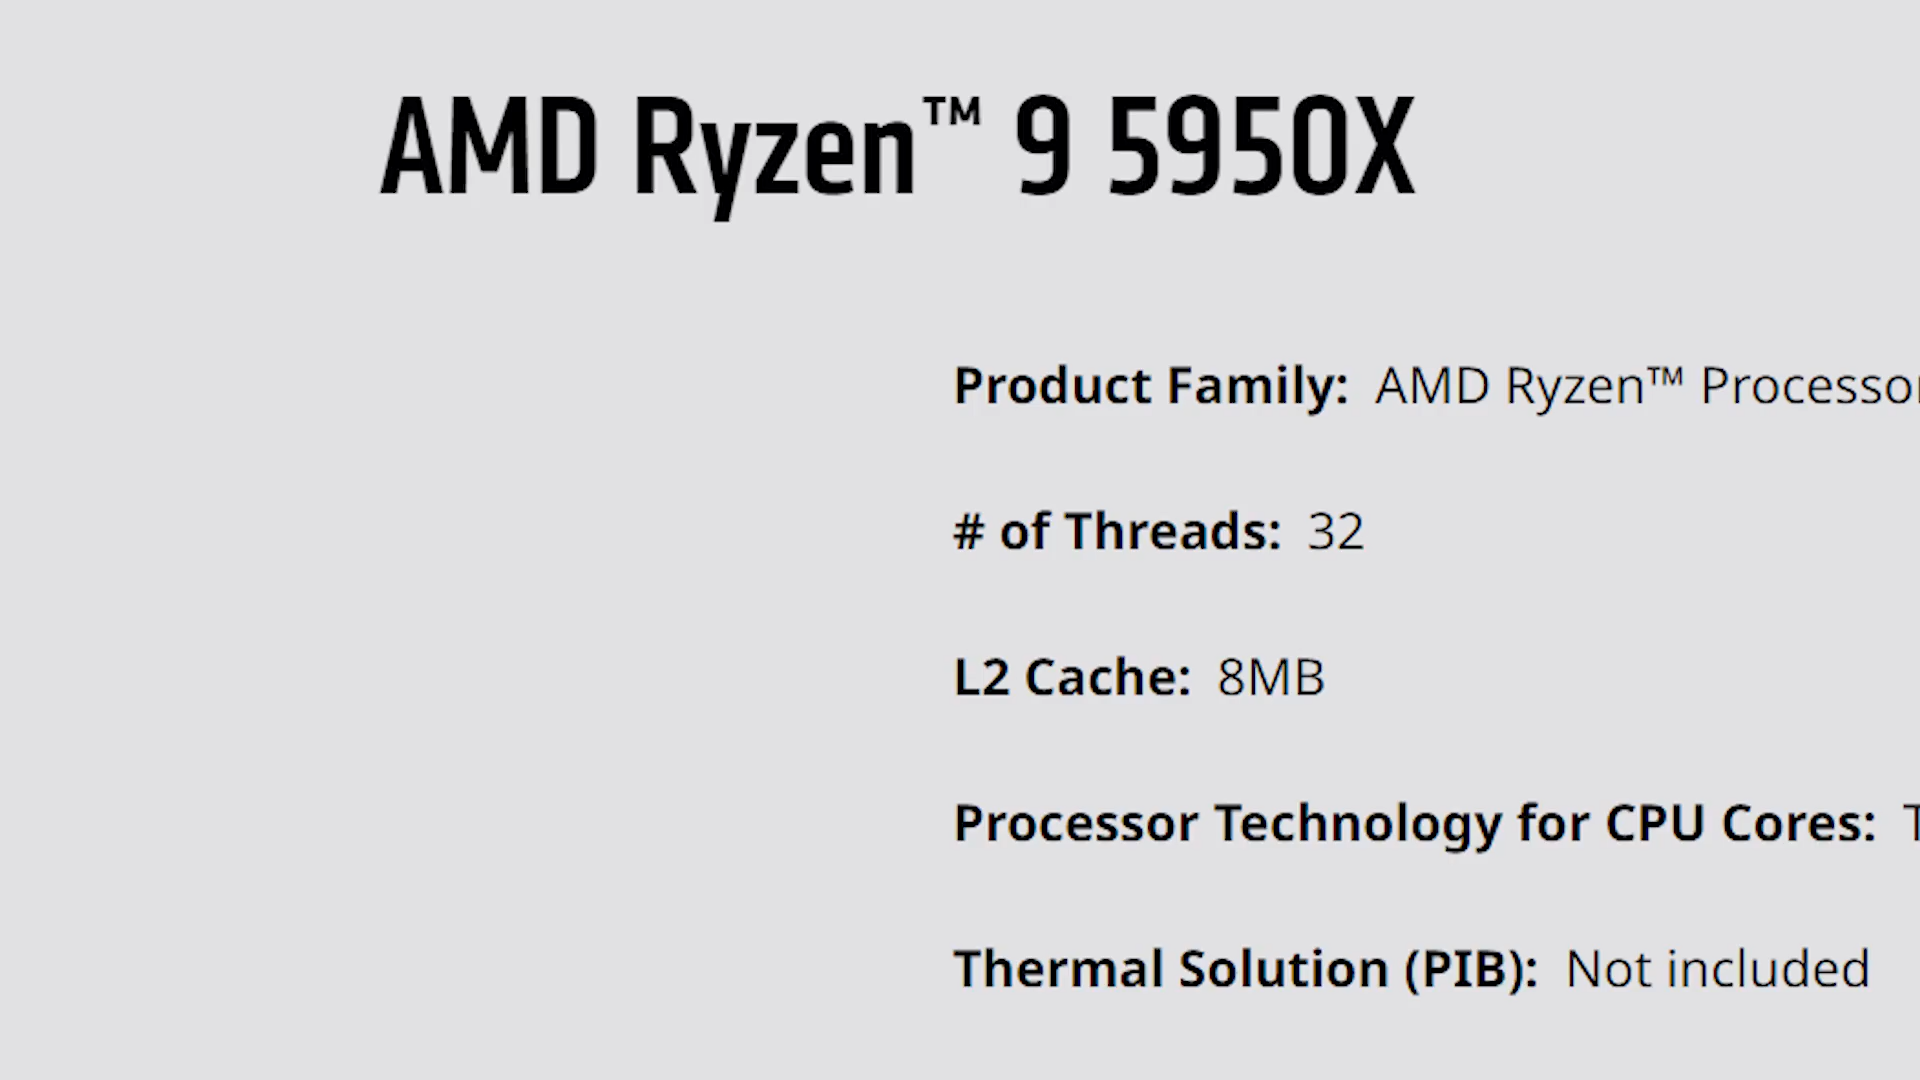 AMD Ryzen™ 9 5950X
Product Family: AMD Ryzen™ Processor
# of Threads: 32
L2 Cache: 8MB
Processor Technology for CPU Cores: T
Thermal Solution (PIB): Not included